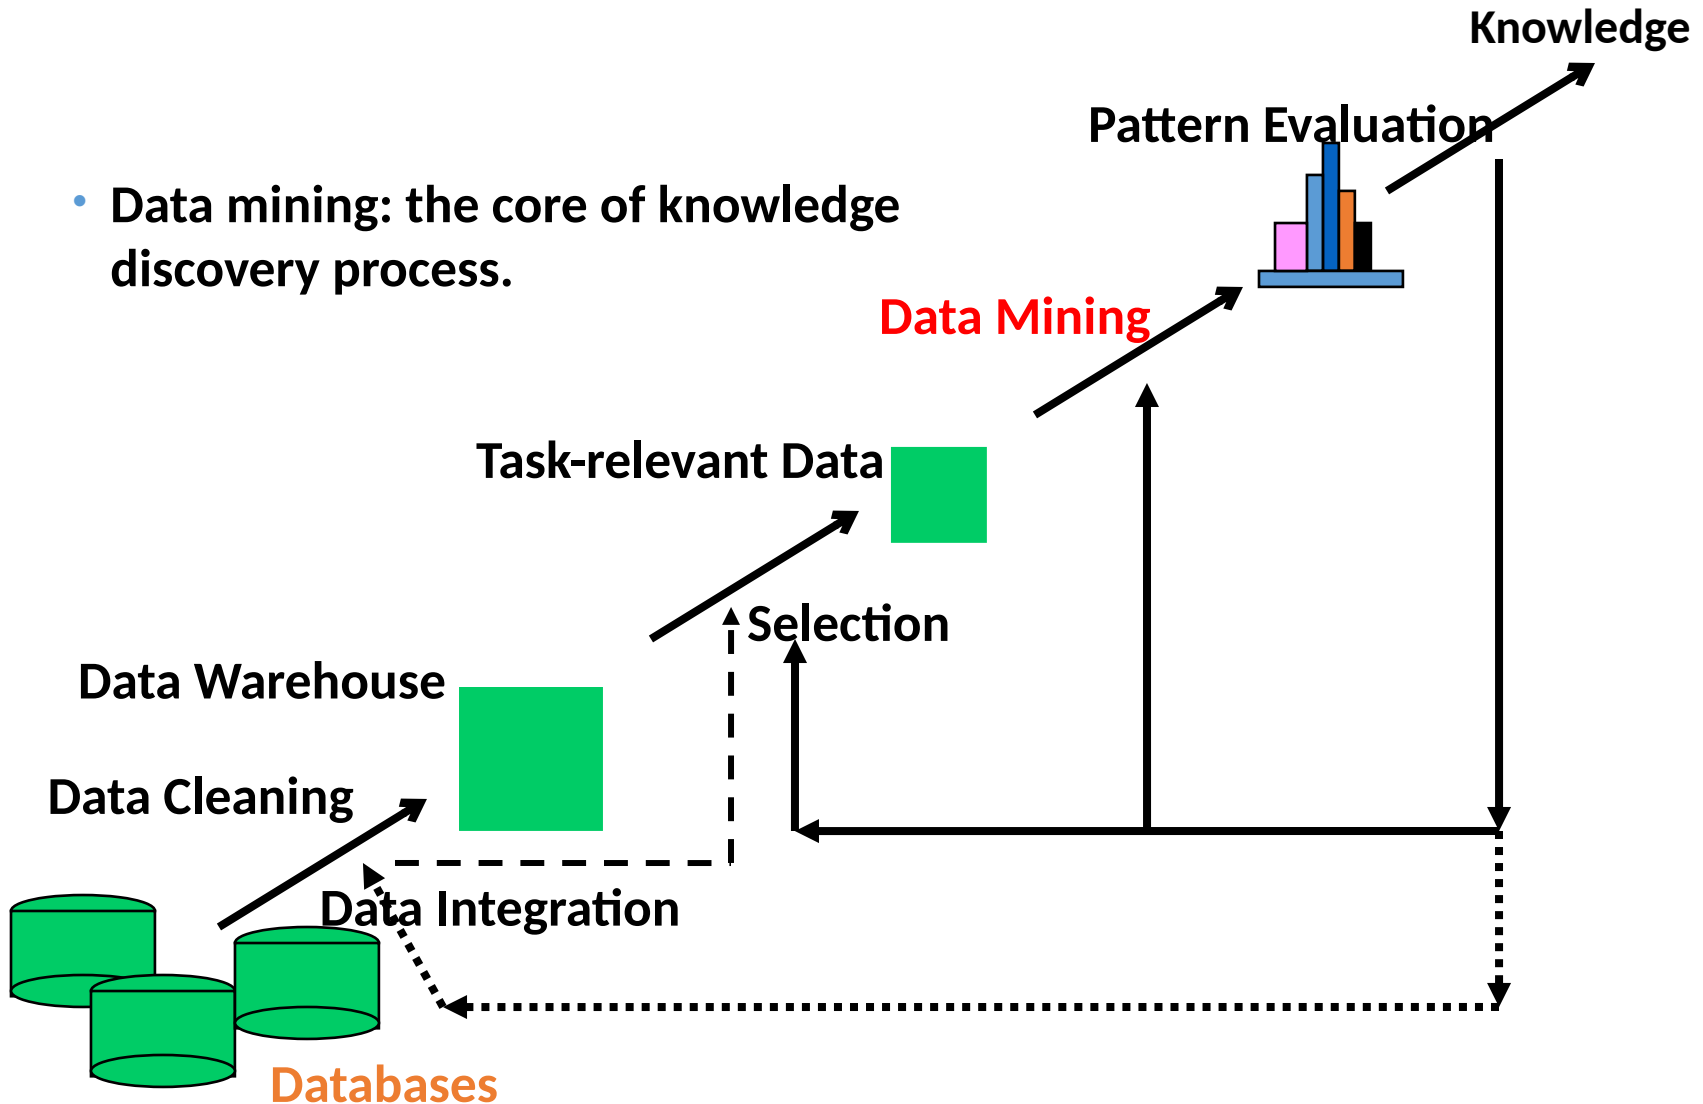 Knowledge
Pattern Evaluation
• Data mining: the core of knowledge
discovery process.
Data Mining
Task-relevant Data
Selection
Data Warehouse
Data Cleaning
Data Integration
Databases